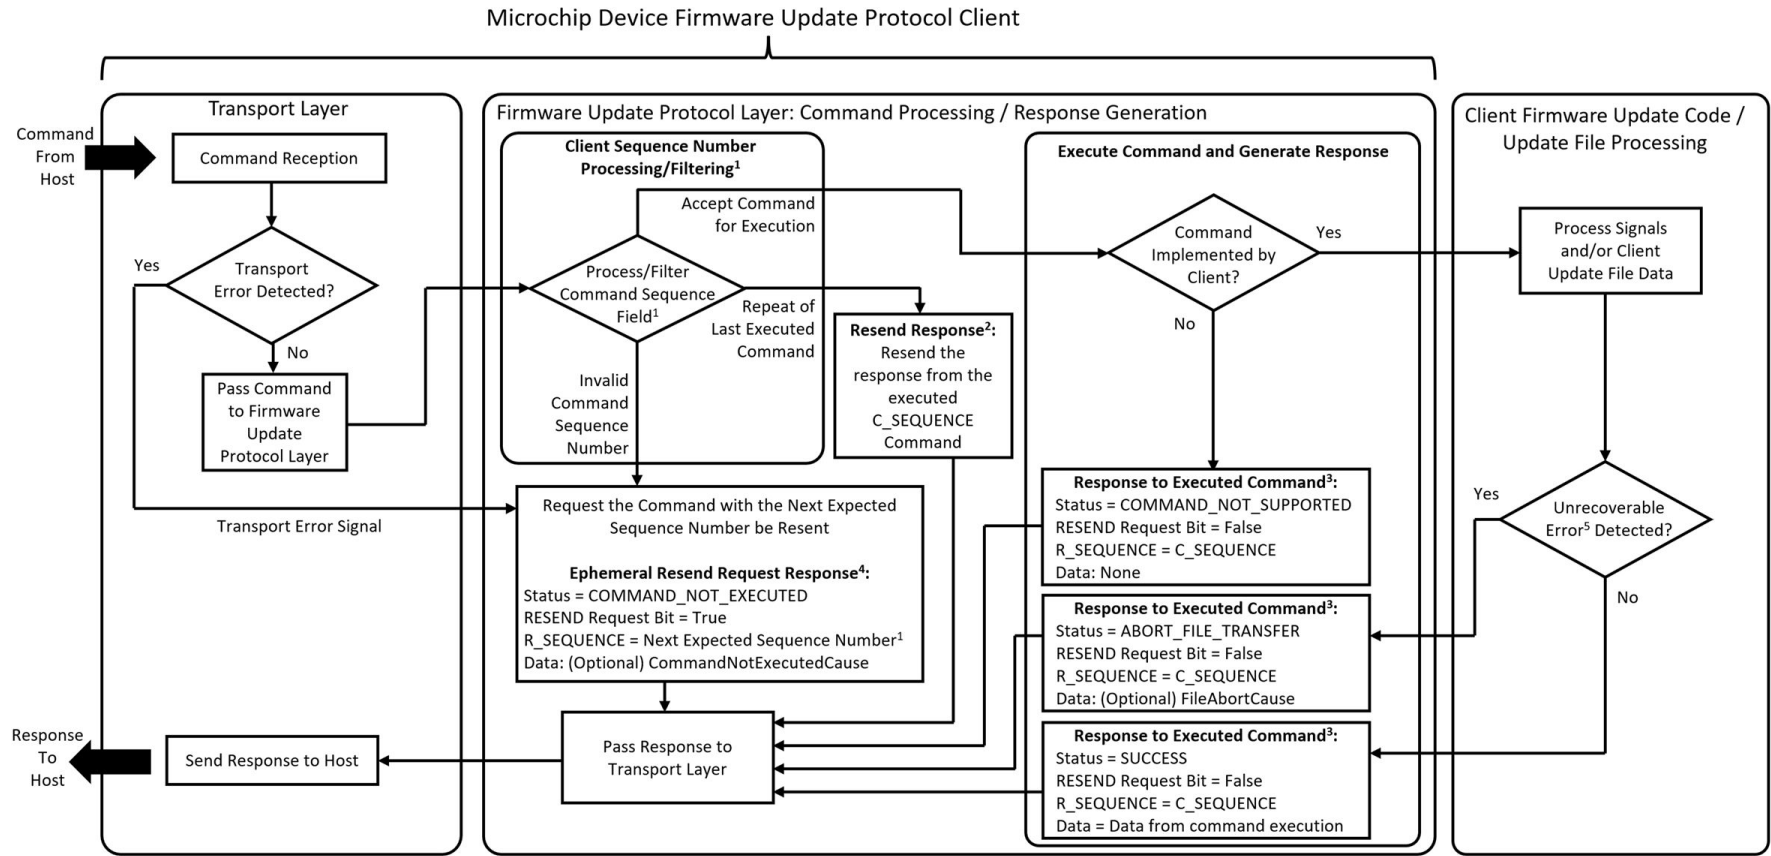 Microchip Device Firmware Update Protocol Client
Transport Layer
Command
From
Host
Command Reception
Yes
Transport
Error Detected?
No
Pass Command
to Firmware
Update
Protocol Layer
Transport Error Signal
Response
To
Host
Send Response to Host
Firmware Update Protocol Layer: Command Processing / Response Generation
Client Sequence Number
Processing/Filtering¹
Accept Command
for Execution
Process/Filter
Command Sequence
Field¹
Repeat of
Last Executed
Command
Invalid
Command
Sequence
Number
Resend Response²:
Resend the
response from the
executed
C_SEQUENCE
Command
Request the Command with the Next Expected
Sequence Number be Resent
Ephemeral Resend Request Response⁴:
Status = COMMAND_NOT_EXECUTED
RESEND Request Bit = True
R_SEQUENCE = Next Expected Sequence Number¹
Data: (Optional) CommandNotExecutedCause
Pass Response to
Transport Layer
Execute Command and Generate Response
Command
Implemented by
Client?
Yes
No
Response to Executed Command³:
Status = COMMAND_NOT_SUPPORTED
RESEND Request Bit = False
R_SEQUENCE = C_SEQUENCE
Data: None
Response to Executed Command³:
Status = ABORT_FILE_TRANSFER
RESEND Request Bit = False
R_SEQUENCE = C_SEQUENCE
Data: (Optional) FileAbortCause
Response to Executed Command³:
Status = SUCCESS
RESEND Request Bit = False
R_SEQUENCE = C_SEQUENCE
Data = Data from command execution
Client Firmware Update Code /
Update File Processing
Process Signals
and/or Client
Update File Data
Yes
Unrecoverable
Error⁵ Detected?
No